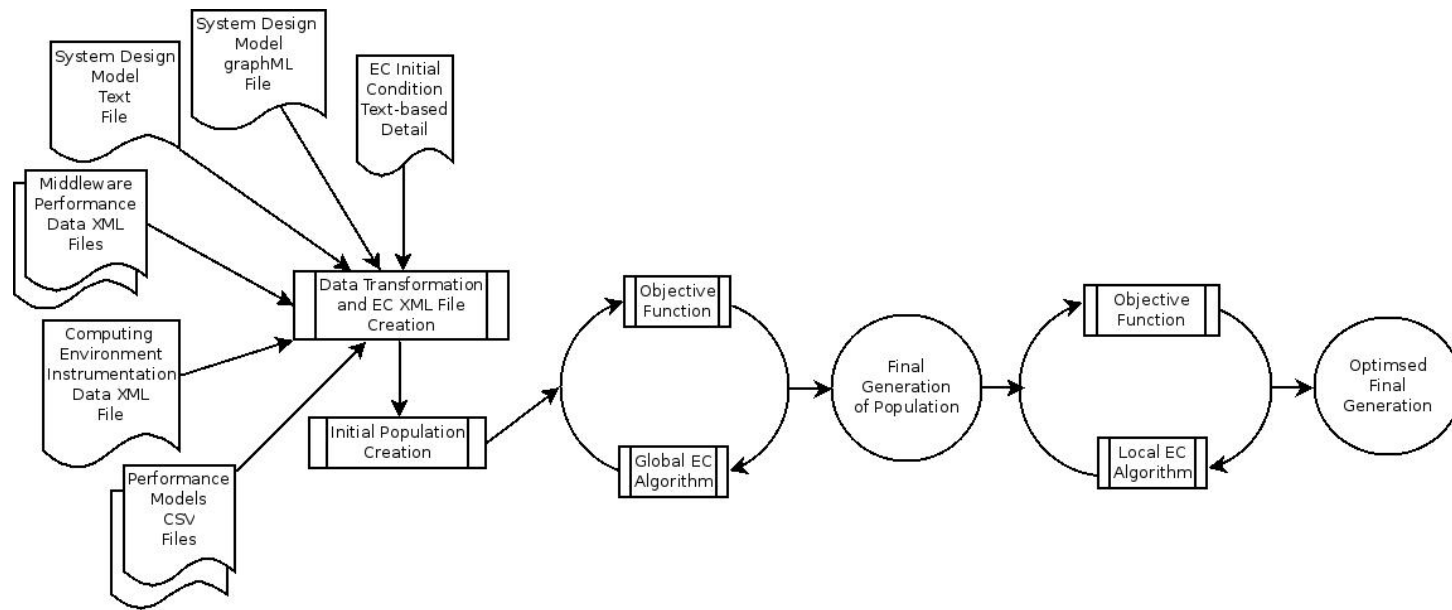 System Design
Model
Text
File
System Design
Model
graphML
File
EC Initial
Condition
Text-based
Detail
Middleware
Performance
Data XML
Files
Computing
Environment
Instrumentation
Data XML
File
Performance
Models
CSV
Files
Data Transformation
and EC XML File
Creation
Initial Population
Creation
Objective
Function
Global EC
Algorithm
Final
Generation
of Population
Objective
Function
Local EC
Algorithm
Optimsed
Final
Generation